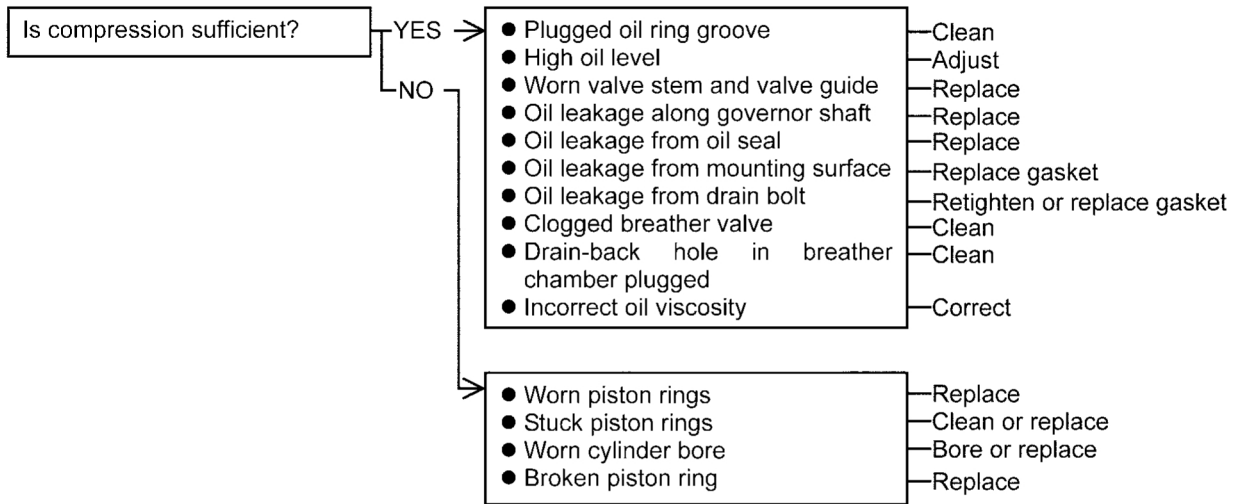 Is compression sufficient?
YES
NO
● Plugged oil ring groove
Clean
● High oil level
Adjust
● Worn valve stem and valve guide
Replace
● Oil leakage along governor shaft
Replace
● Oil leakage from oil seal
Replace
● Oil leakage from mounting surface
Replace gasket
● Oil leakage from drain bolt
Retighten or replace gasket
● Clogged breather valve
Clean
● Drain-back hole in breather
Clean
chamber plugged
● Incorrect oil viscosity
Correct
● Worn piston rings
Replace
● Stuck piston rings
Clean or replace
● Worn cylinder bore
Bore or replace
● Broken piston ring
Replace